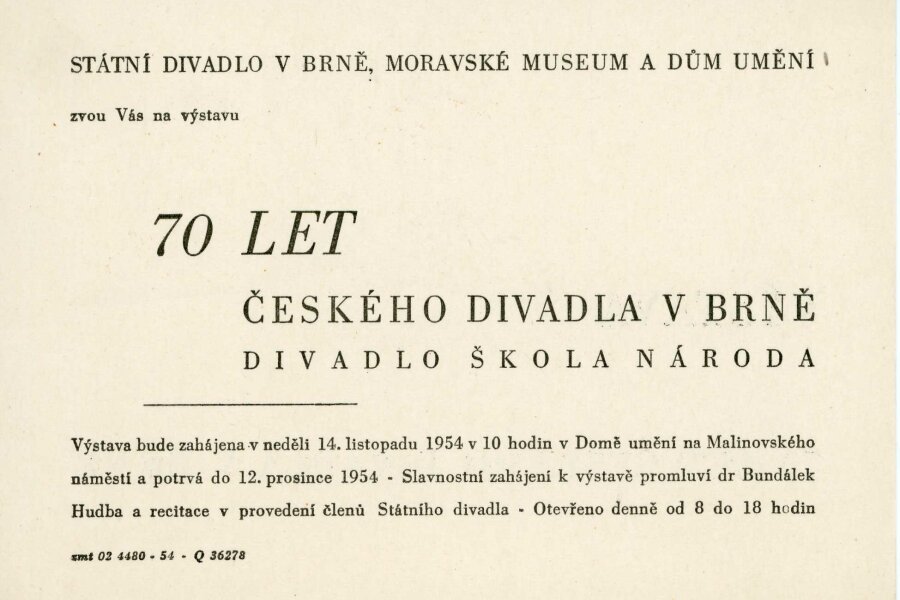 STÁTNÍ DIVADLO V BRNĚ, MORAVSKÉ MUSEUM A DŮM UMĚNÍ
zvou Vás na výstavu
70 LET
ČESKÉHO DIVADLA V BRNĚ
DIVADLO ŠKOLA NÁRODA
Výstava bude zahájena v neděli 14. listopadu 1954 v 10 hodin v Domě umění na Malinovského
náměstí a potrvá do 12. prosince 1954 - Slavnostní zahájení k výstavě promluví dr Bundálek
Hudba a recitace v provedení členů Státního divadla - Otevřeno denně od 8 do 18 hodin
zmt 02 4480 - 54 - Q 36278